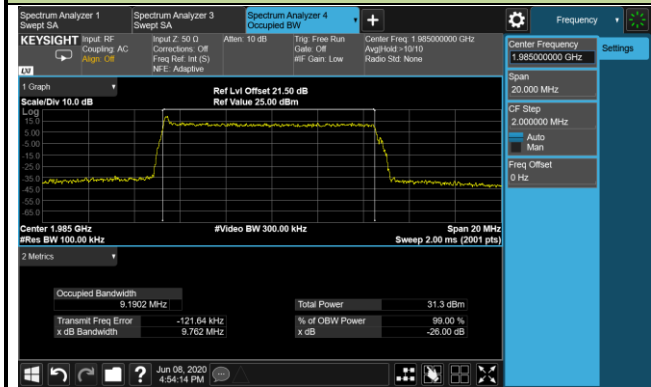 Spectrum Analyzer 1
Swept SA
Spectrum Analyzer 3
Swept SA
Spectrum Analyzer 4
Occupied BW
Frequency
KEYSIGHT
LXI
Input: RF
Coupling: AC
Align: Off
Input Z: 50 Ω
Corrections: Off
Freq Ref: Int (S)
NFE: Adaptive
Atten: 10 dB
Trig: Free Run
Gate: Off
#IF Gain: Low
Center Freq: 1.985000000 GHz
Avg|Hold:>10/10
Radio Std: None
Center Frequency
1.985000000 GHz
Settings
Span
20.000 MHz
CF Step
2.000000 MHz
Auto
Man
Freq Offset
0 Hz
1 Graph
Scale/Div 10.0 dB
Ref Lvl Offset 21.50 dB
Ref Value 25.00 dBm
Log
15.0
5.00
-5.00
-15.0
-25.0
-35.0
-45.0
-55.0
-65.0
Center 1.985 GHz
#Res BW 100.00 kHz
#Video BW 300.00 kHz
Span 20 MHz
Sweep 2.00 ms (2001 pts)
2 Metrics
Occupied Bandwidth
9.1902 MHz
Total Power 31.3 dBm
Transmit Freq Error -121.64 kHz
% of OBW Power 99.00 %
x dB Bandwidth 9.762 MHz
x dB -26.00 dB
?
Jun 08, 2020
4:54:14 PM